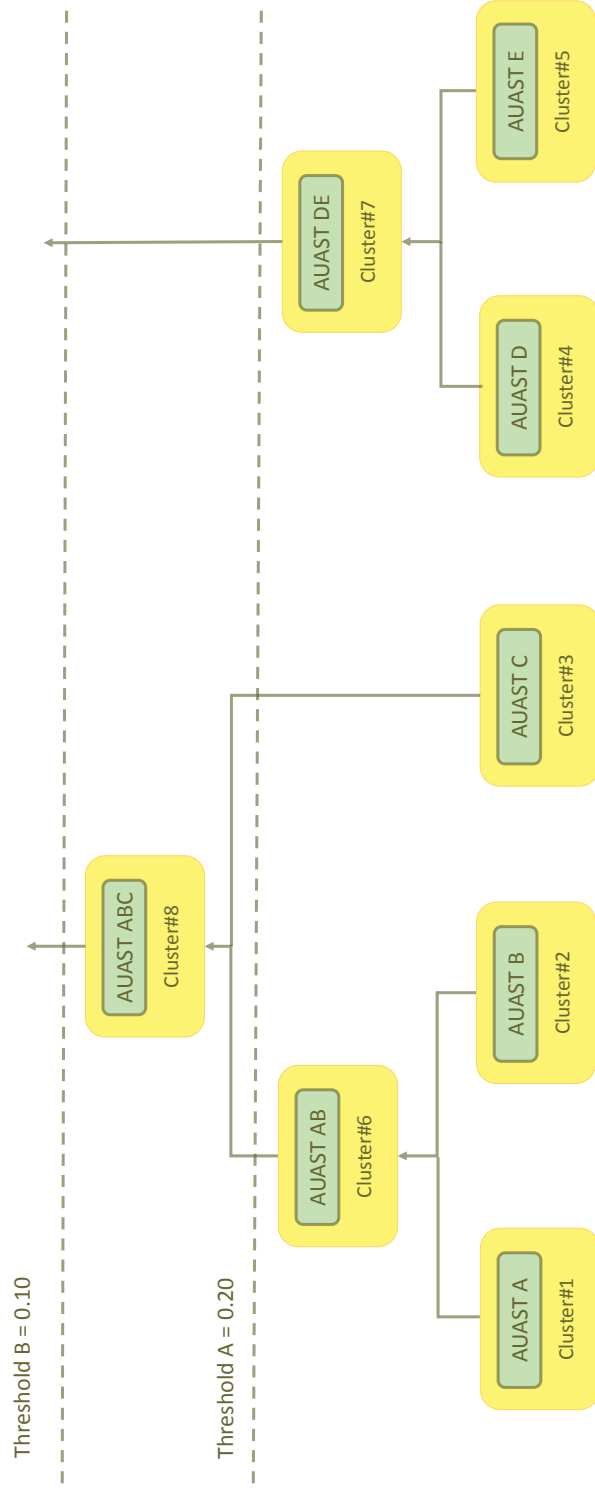 Threshold B = 0.10
AUAST ABC
Cluster#8
Threshold A = 0.20
AUAST AB
Cluster#6
AUAST DE
Cluster#7
AUAST A
Cluster#1
AUAST B
Cluster#2
AUAST C
Cluster#3
AUAST D
Cluster#4
AUAST E
Cluster#5